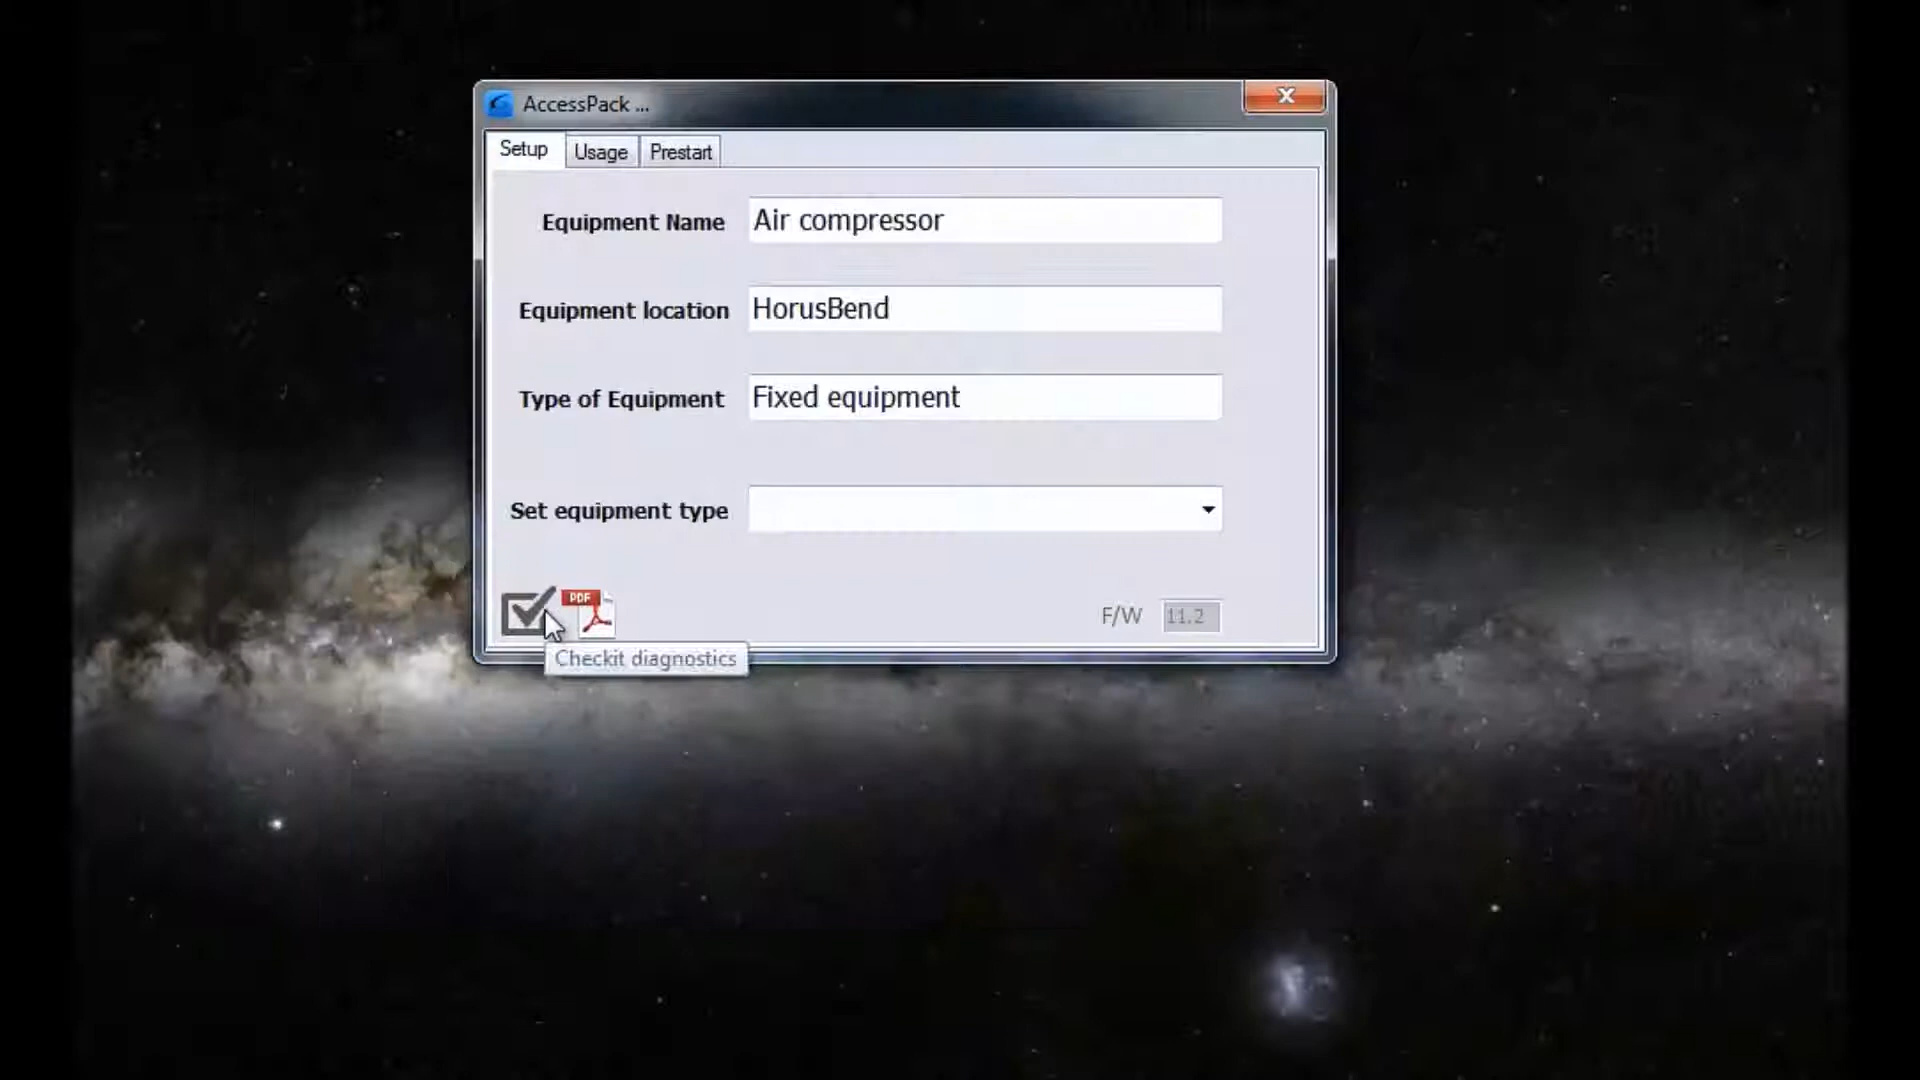 AccessPack ...
Setup
Usage
Prestart
Equipment Name
Air compressor
Equipment location
HorusBend
Type of Equipment
Fixed equipment
Set equipment type
PDF
F/W
11.2
Checkit diagnostics